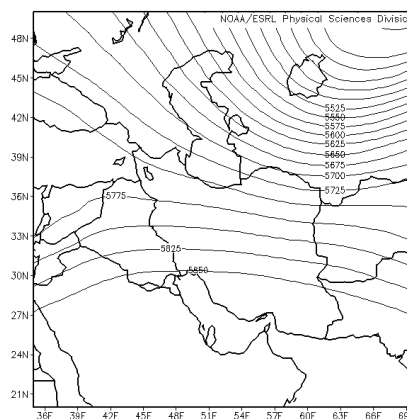 NOAA/ESRL Physical Sciences Divisio
48N
45N
42N
39N
36N
33N
30N
27N
24N
21N
5525
5550
5575
5600
5625
5650
5675
5700
5725
5775
5825
5850
36E 39E 42E 45E 48E 51E 54E 57E 60E 63E 66E 69E